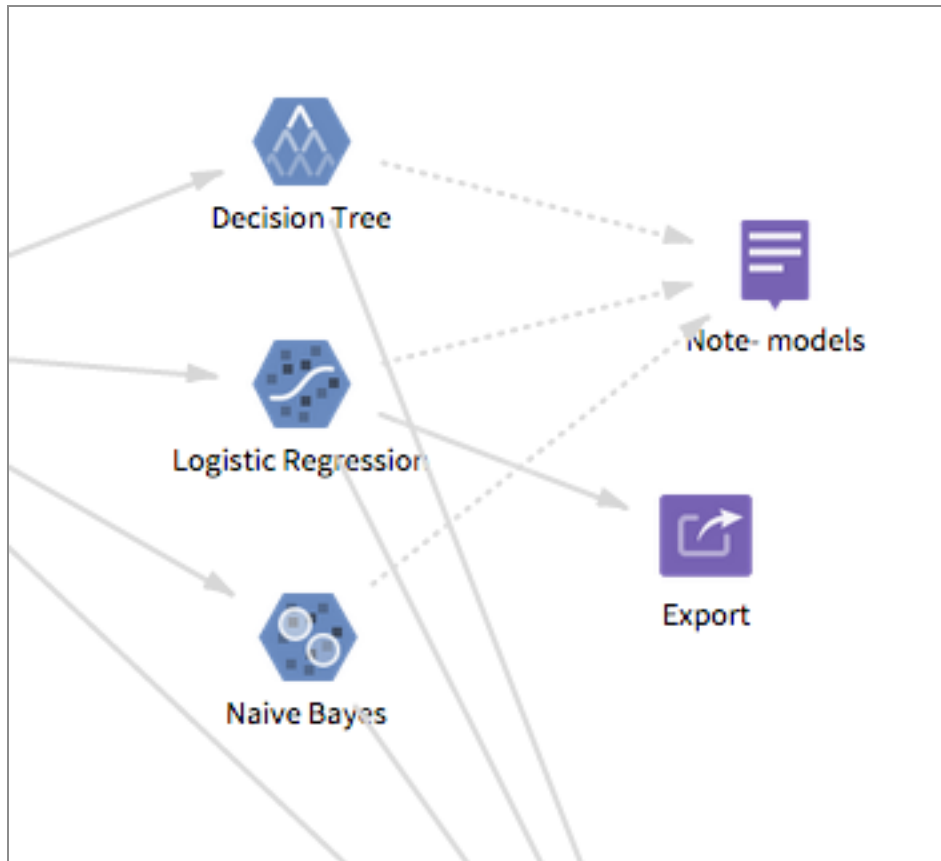 Decision Tree
Note- models
Logistic Regression
Export
Naive Bayes